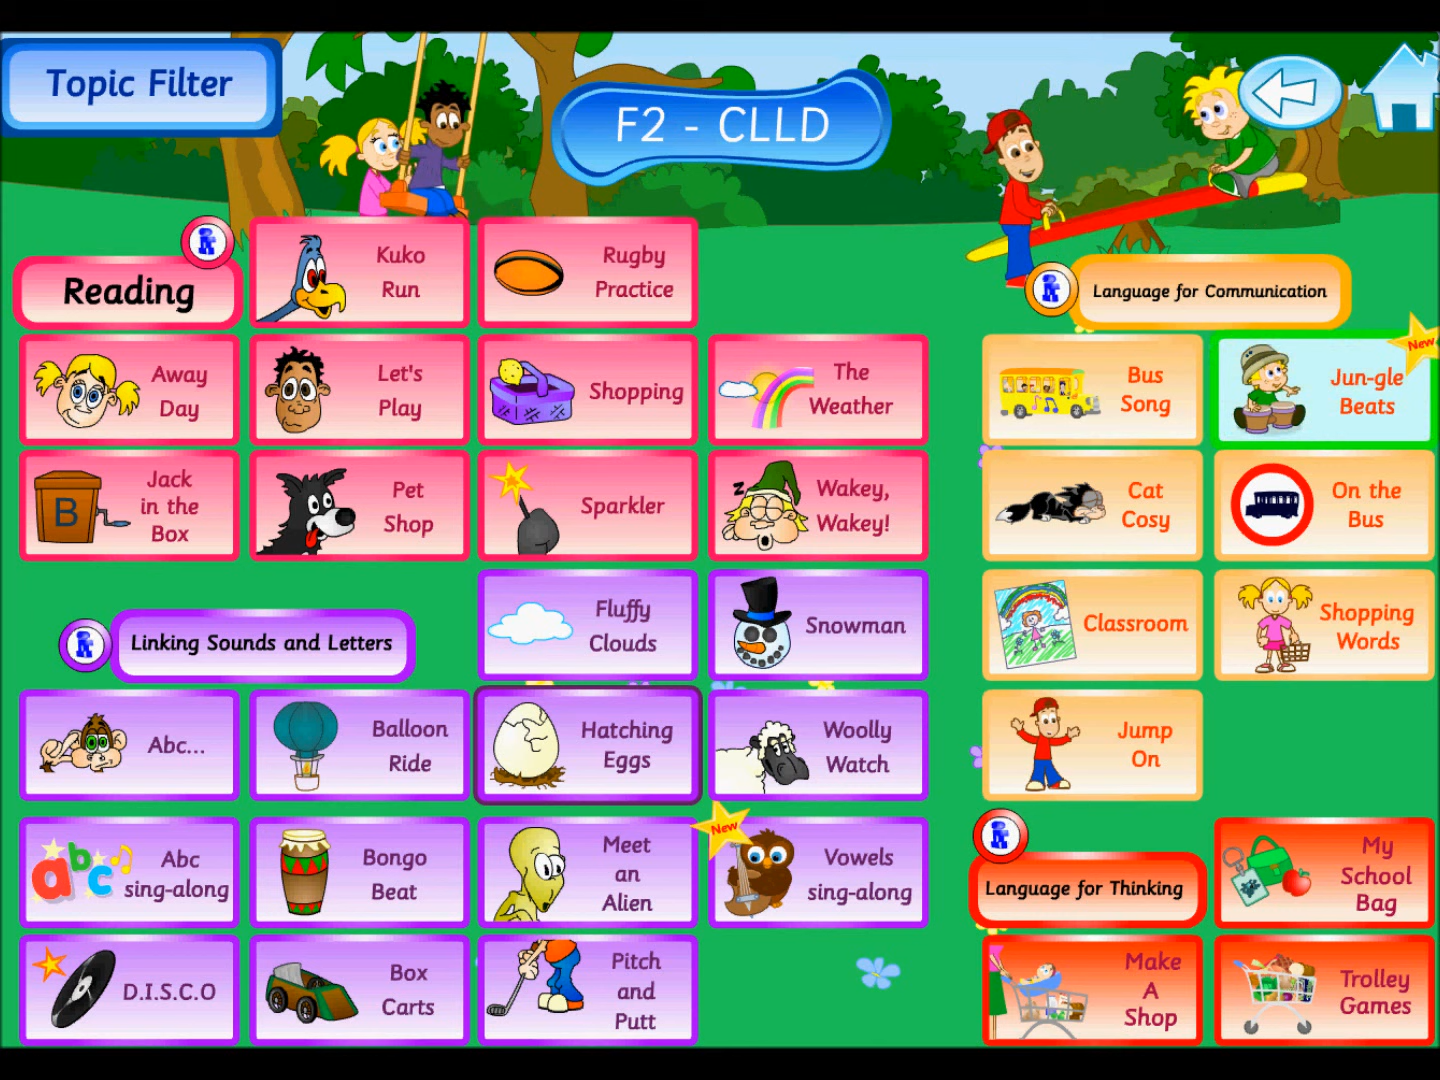 Topic Filter
F2 - CLLD
Reading
Kuko
Run
Rugby
Practice
Away
Day
Let's
Play
Shopping
The
Weather
B
Jack
in the
Box
Pet
Shop
Sparkler
z
Wakey,
Wakey!
Linking Sounds and Letters
Fluffy
Clouds
Snowman
Abc...
Balloon
Ride
Hatching
Eggs
Woolly
Watch
abc
Abc
sing-along
Bongo
Beat
Meet
an
Alien
New
Vowels
sing-along
D.I.S.C.O
Box
Carts
Pitch
and
Putt
Language for Communication
Bus
Song
New
Jun-gle
Beats
Cat
Cosy
On the
Bus
Classroom
Shopping
Words
Jump
On
Language for Thinking
My
School
Bag
Make
A
Shop
Trolley
Games